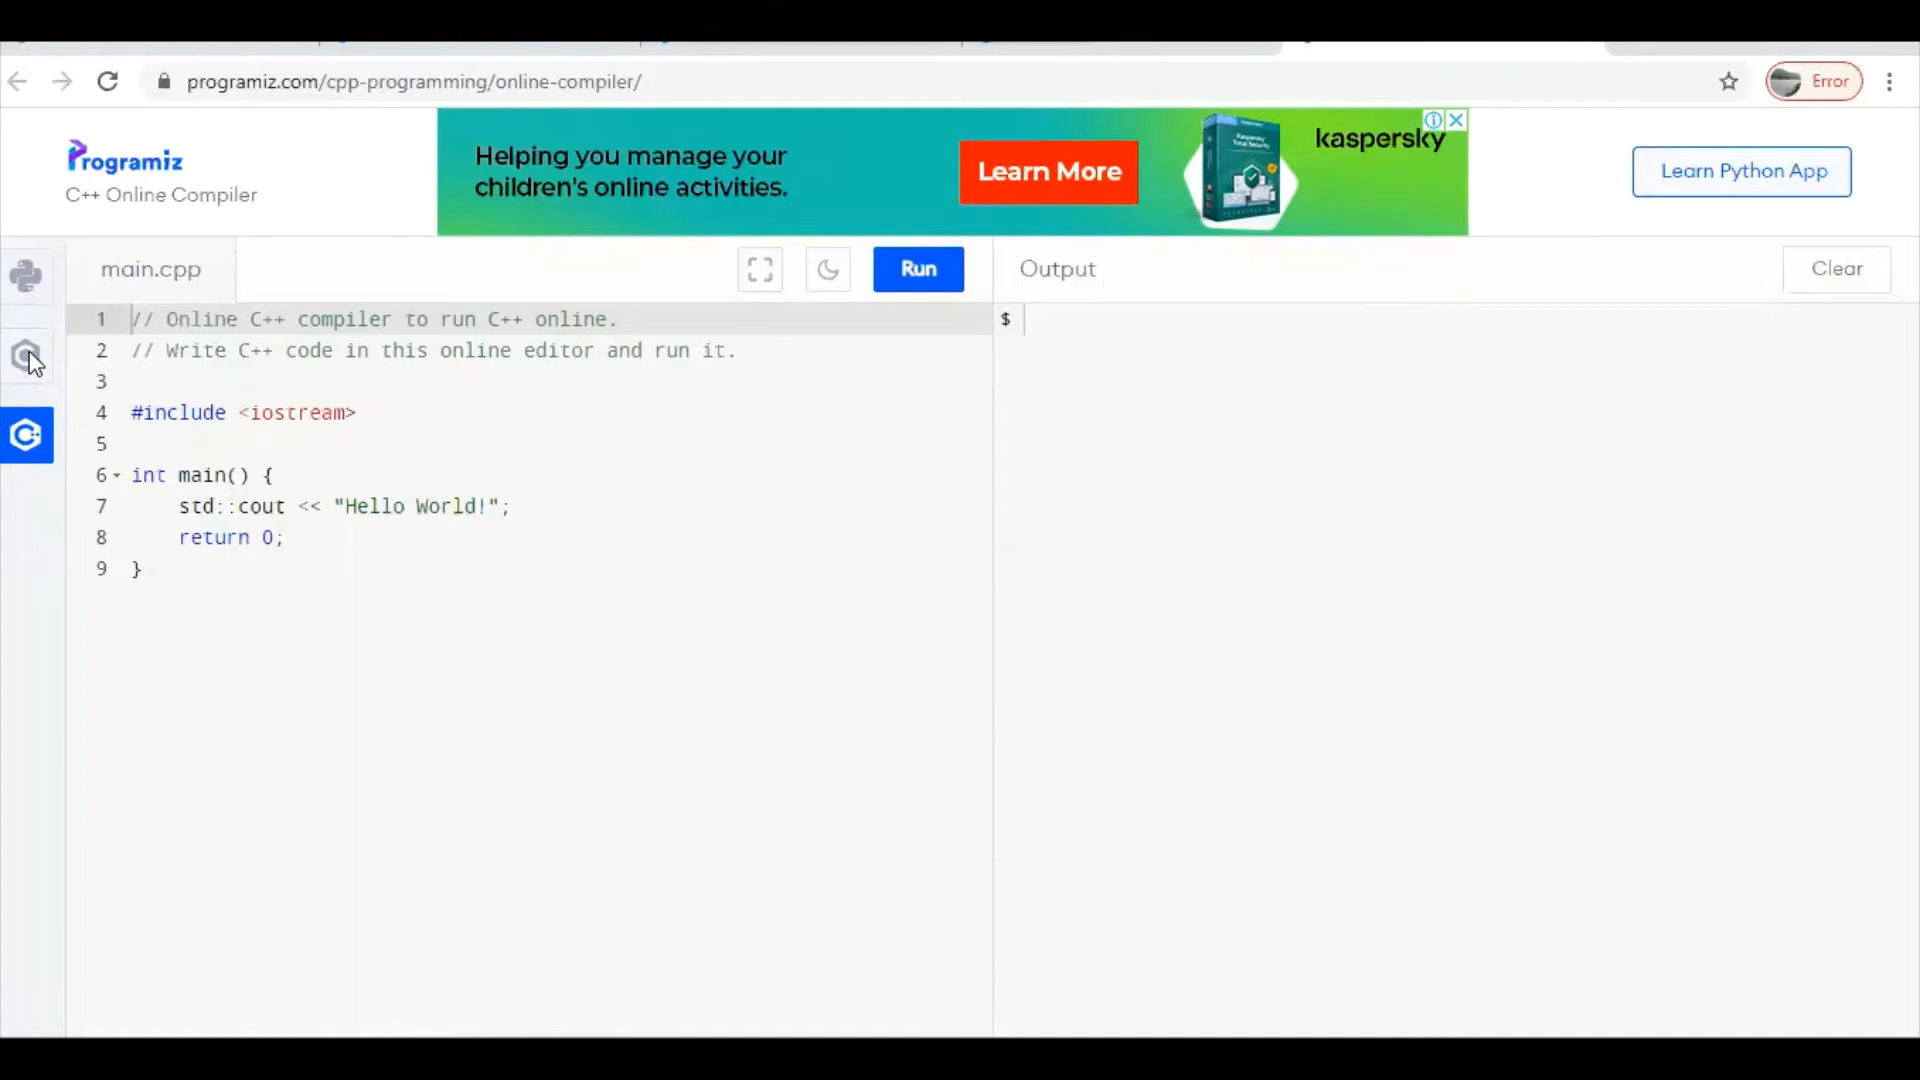 programiz.com/cpp-programming/online-compiler/
Error
Programiz
C++ Online Compiler
Helping you manage your
children's online activities.
Learn More
Kaspersky
Total Security
kaspersky
Learn Python App
main.cpp
Run
Output
Clear
1 // Online C++ compiler to run C++ online.
2 // Write C++ code in this online editor and run it.
3
4 #include <iostream>
5
6 int main() {
7 std::cout << "Hello World!";
8 return 0;
9 }
$